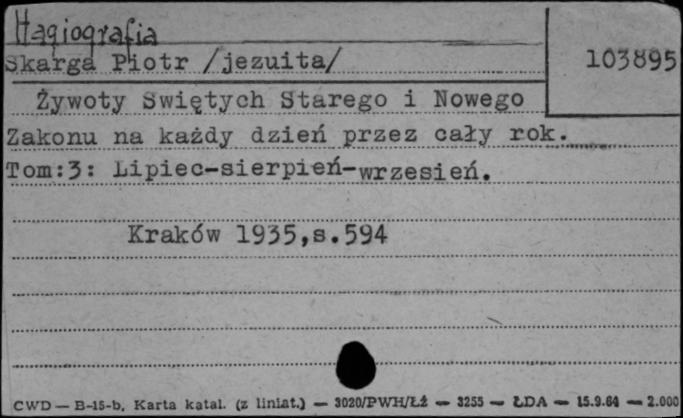 Hagiografia
Skarga Piotr /jezuita/
103895
Żywoty Świętych Starego i Nowego
Zakonu na każdy dzień przez cały rok.
Tom:3: Lipiec-sierpień-wrzesień.
Kraków 1935,s.594
CWD — B-15-b, Karta katal. (z liniat.) — 3020/PWH/ŁŻ — 3255 — ŁDA — 15.9.64 — 2.000